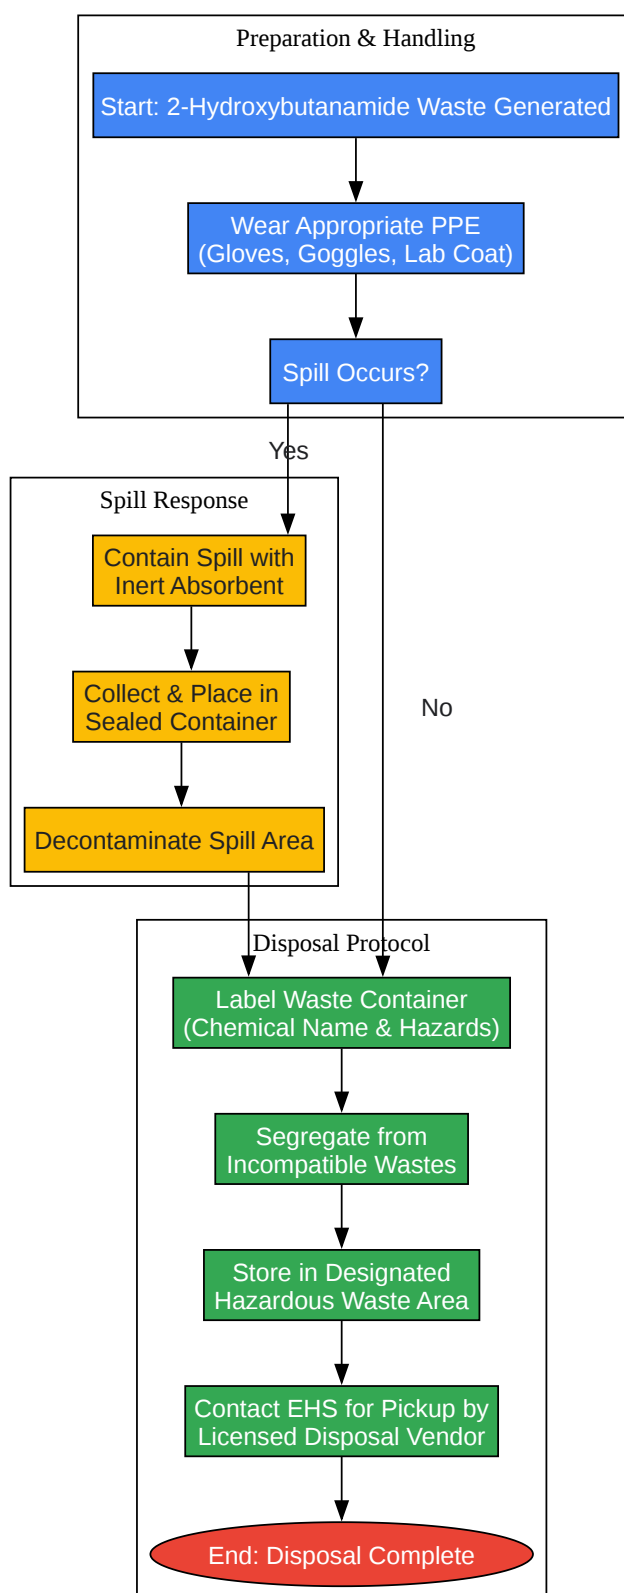 Preparation & Handling
Start: 2-Hydroxybutanamide Waste Generated
Wear Appropriate PPE
(Gloves, Goggles, Lab Coat)
Spill Occurs?
Yes
Spill Response
Contain Spill with
Inert Absorbent
Collect & Place in
Sealed Container
No
Decontaminate Spill Area
Disposal Protocol
Label Waste Container
(Chemical Name & Hazards)
Segregate from
Incompatible Wastes
Store in Designated
Hazardous Waste Area
Contact EHS for Pickup by
Licensed Disposal Vendor
End: Disposal Complete